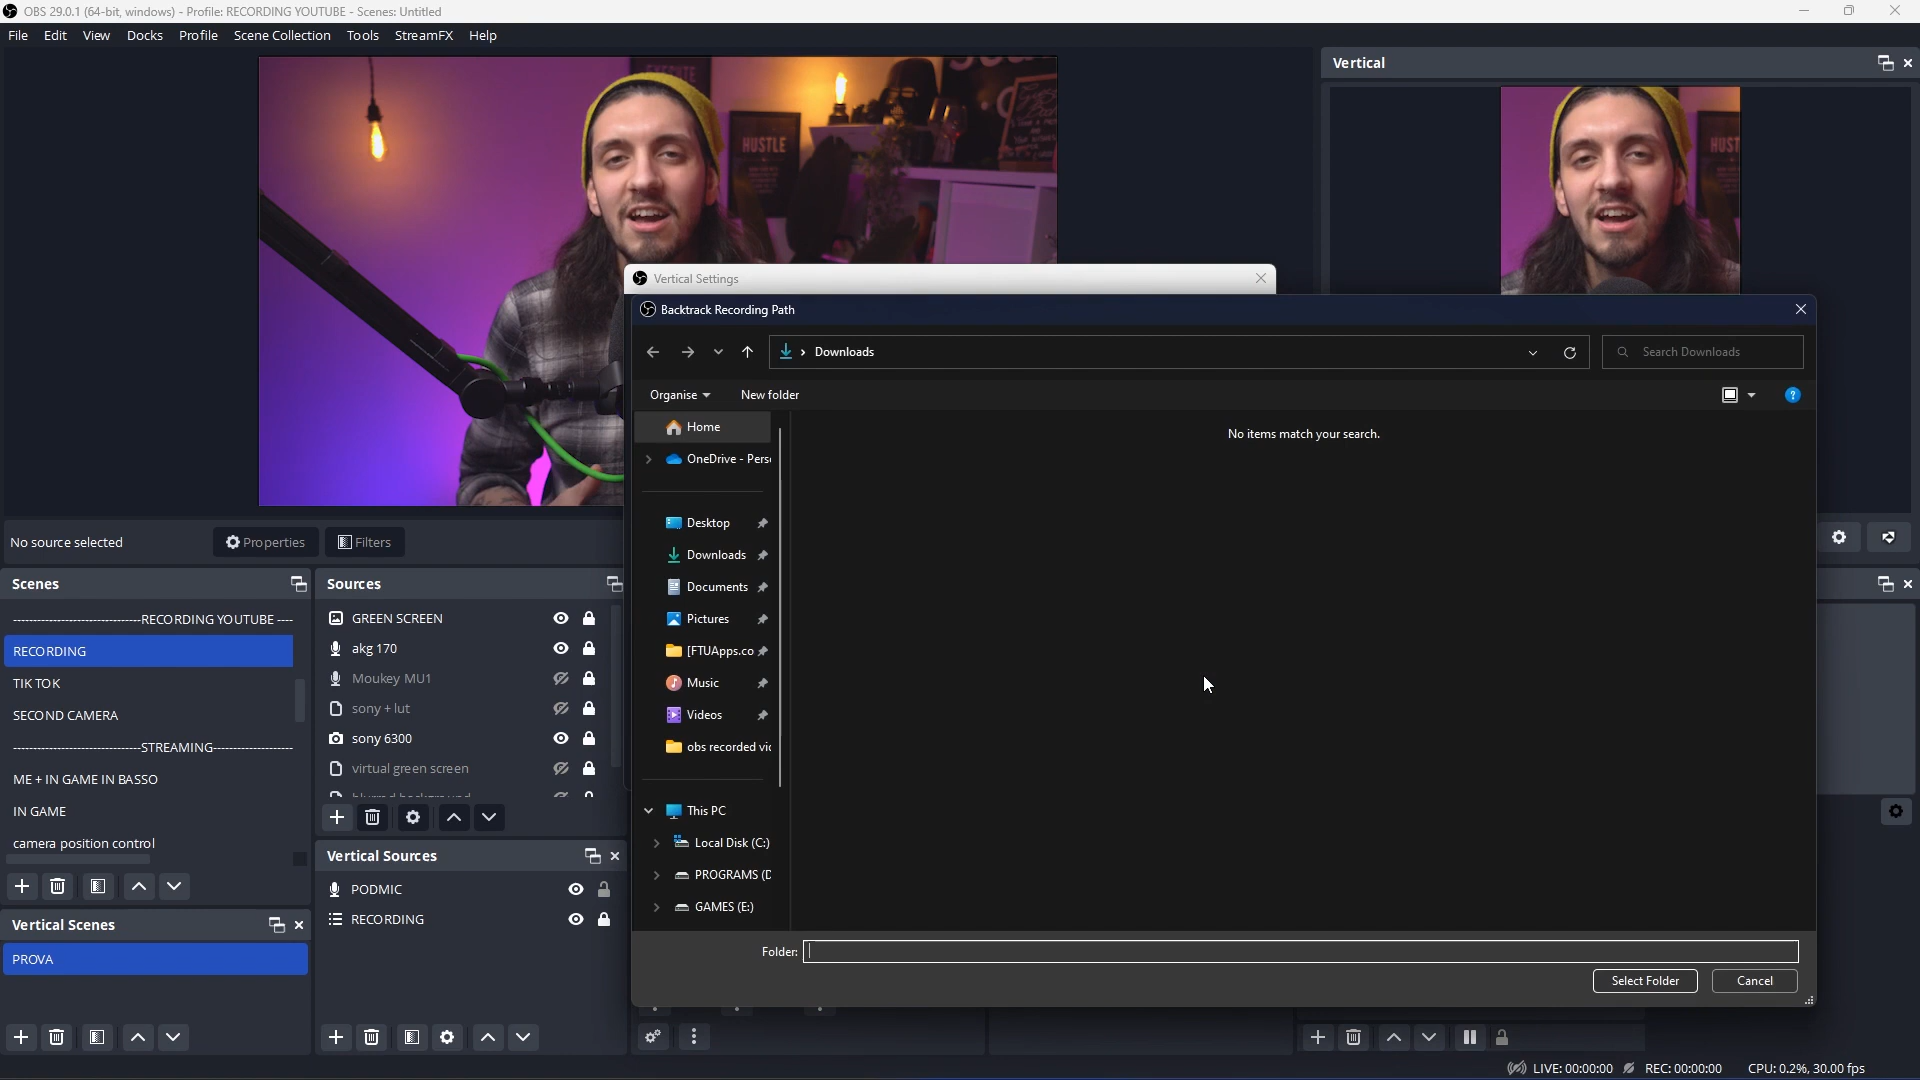 OBS 29.0.1 (64-bit, windows) - Profile: RECORDING YOUTUBE - Scenes: Untitled
File Edit View Docks Profile Scene Collection Tools StreamFX Help
Vertical
HUSTLE
HUST
Vertical Settings
Backtrack Recording Path
Downloads
Search Downloads
Organise New folder
Home
No items match your search.
OneDrive - Pers
Desktop
Downloads
Documents
Pictures
[FTUApps.co
Music
Videos
obs recorded vi
This PC
Local Disk (C:)
PROGRAMS (D
GAMES (E:)
Folder:
Select Folder Cancel
No source selected Properties Filters
Scenes
-----------------------------RECORDING YOUTUBE ----
RECORDING
TIK TOK
SECOND CAMERA
-----------------------------STREAMING------------------
ME + IN GAME IN BASSO
IN GAME
camera position control
Sources
GREEN SCREEN
akg 170
Moukey MU1
sony + lut
sony 6300
virtual green screen
Vertical Scenes
PROVA
Vertical Sources
PODMIC
RECORDING
LIVE: 00:00:00 REC: 00:00:00 CPU: 0.2%, 30.00 fps